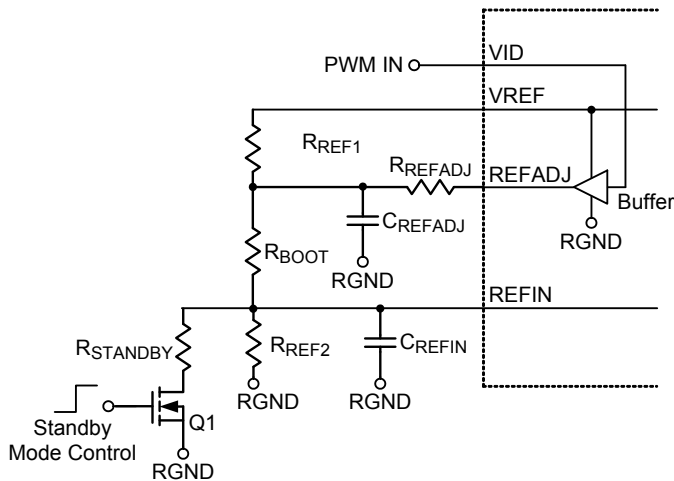 VID
PWM IN
VREF
RREF1
RREFADJ
REFADJ
Buffer
CREFADJ
RGND
RBOOT
RGND
REFIN
RSTANDBY
RREF2
CREFIN
Q1
RGND
RGND
Standby
Mode Control
RGND